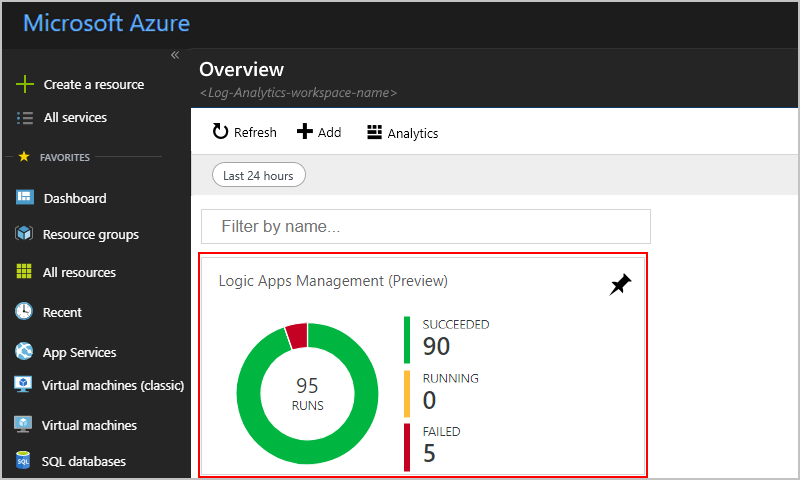 Microsoft Azure
«
Create a resource
All services
FAVORITES
Dashboard
Resource groups
All resources
Recent
App Services
Virtual machines (classic)
Virtual machines
SQL databases
Overview
<Log-Analytics-workspace-name>
Refresh Add Analytics
Last 24 hours
Filter by name...
Logic Apps Management (Preview)
95
RUNS
SUCCEEDED
90
RUNNING
0
FAILED
5